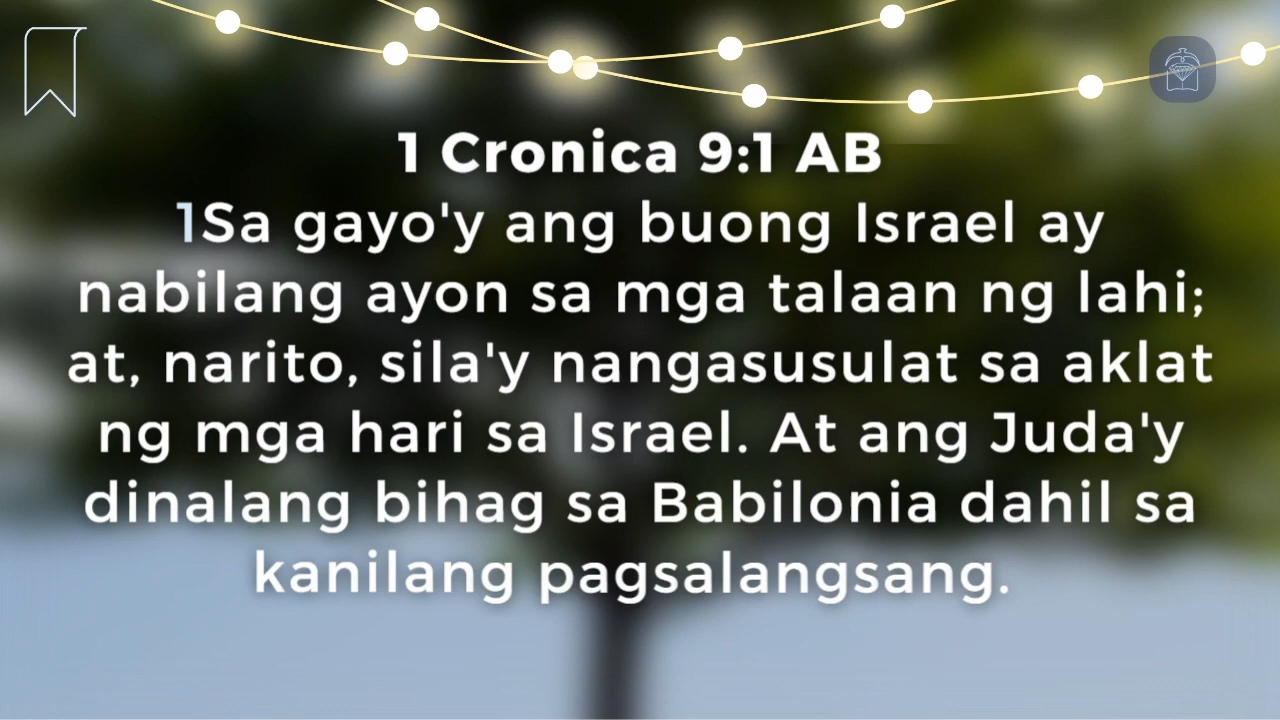 1 Cronica 9:1 AB
1Sa gayo'y ang buong Israel ay
nabilang ayon sa mga talaan ng lahi;
at, narito, sila'y nangasusulat sa aklat
ng mga hari sa Israel. At ang Juda'y
dinalang bihag sa Babilonia dahil sa
kanilang pagsalangsang.